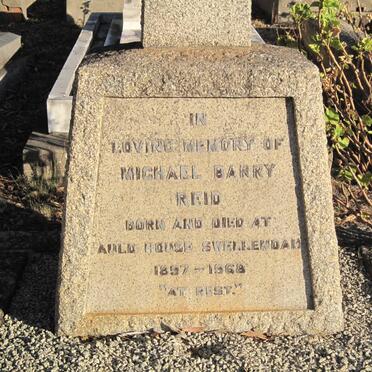 IN
LOVING MEMORY OF
MICHAEL BARRY
REID
BORN AND DIED AT
AULD HOUSE SWELLENDAM
1897 – 1968
"AT REST."